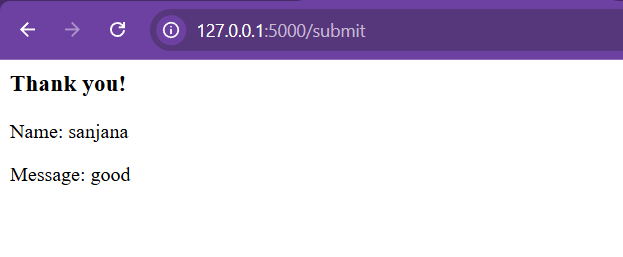 127.0.0.1:5000/submit
Thank you!
Name: sanjana
Message: good